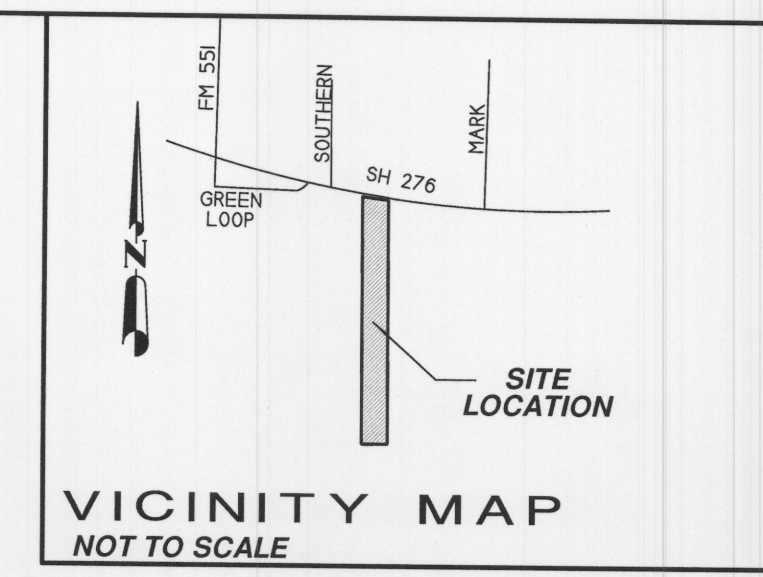 FM 551
SOUTHERN
MARK
SH 276
GREEN
LOOP
N
SITE
LOCATION
VICINITY MAP
NOT TO SCALE